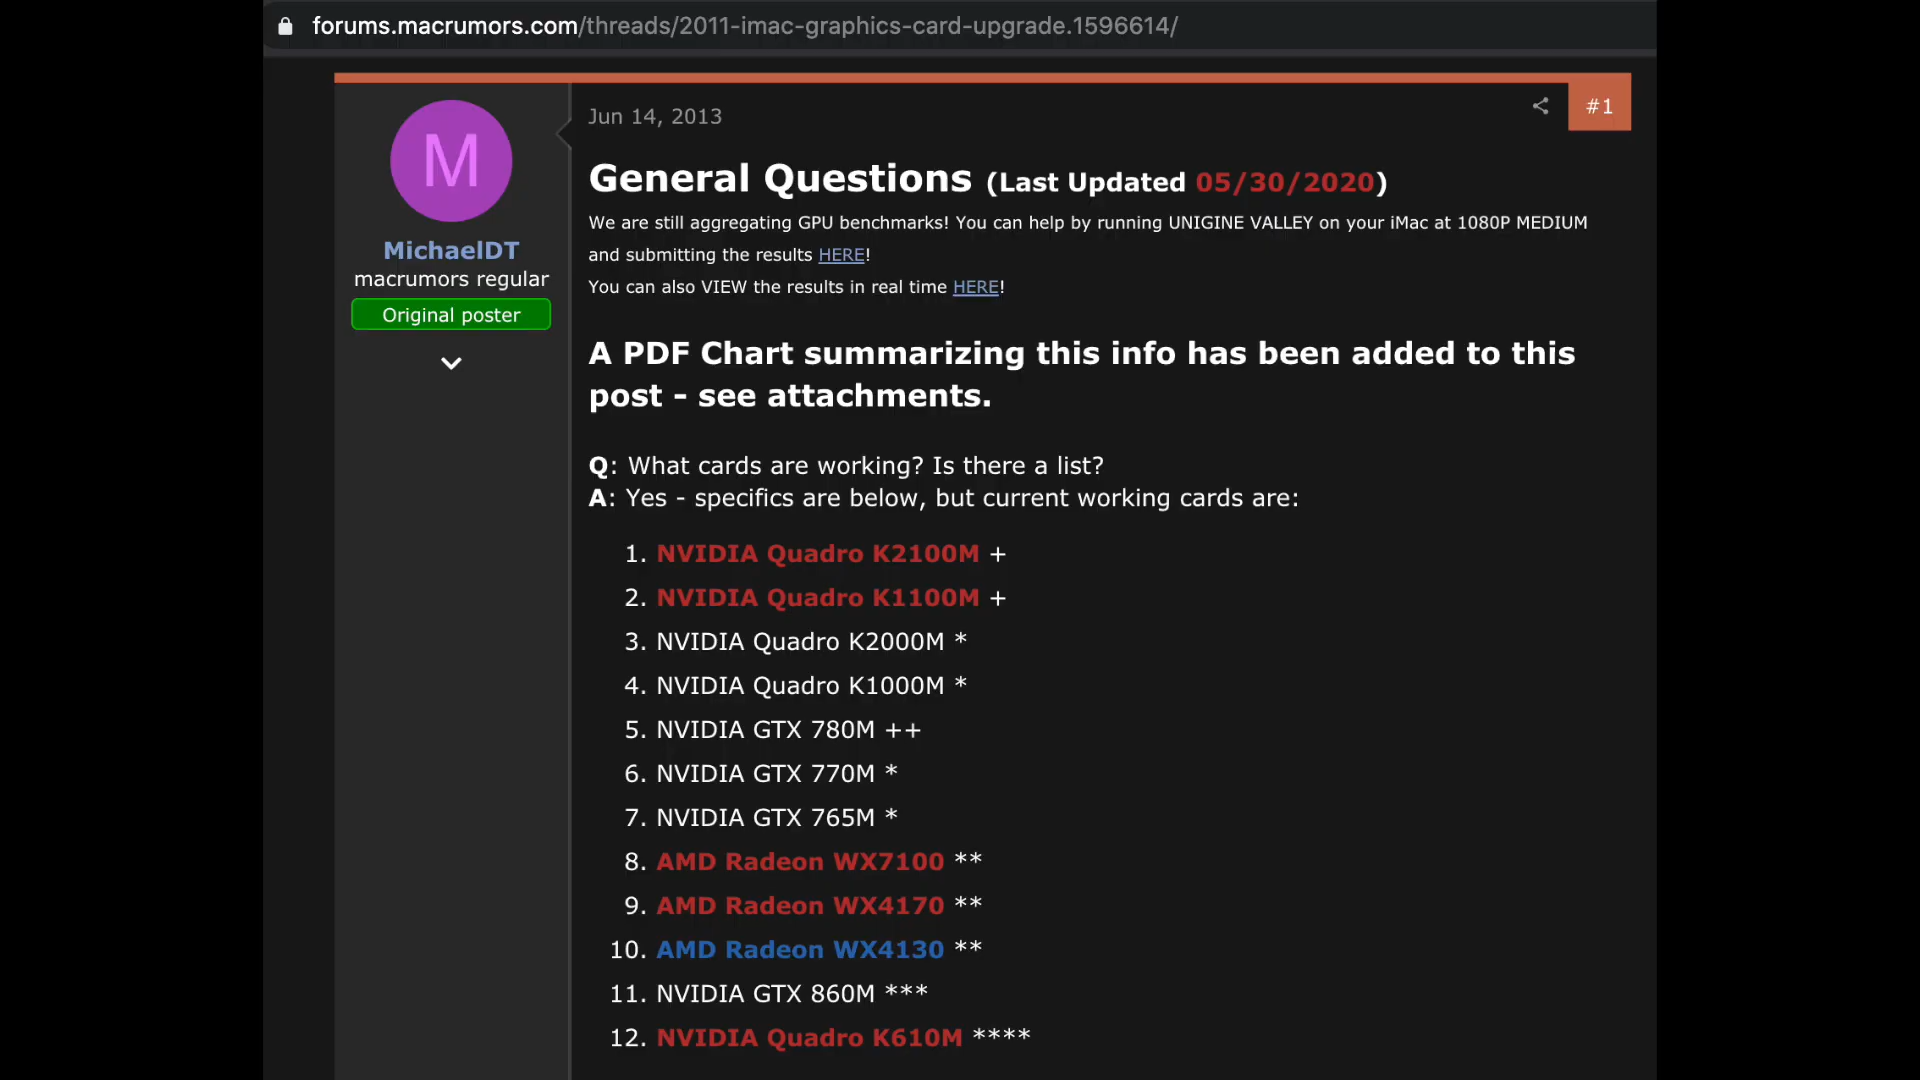 forums.macrumors.com/threads/2011-imac-graphics-card-upgrade.1596614/
M
MichaelDT
macrumors regular
Original poster
Jun 14, 2013
#1
General Questions (Last Updated 05/30/2020)
We are still aggregating GPU benchmarks! You can help by running UNIGINE VALLEY on your iMac at 1080P MEDIUM
and submitting the results HERE!
You can also VIEW the results in real time HERE!
A PDF Chart summarizing this info has been added to this
post - see attachments.
Q: What cards are working? Is there a list?
A: Yes - specifics are below, but current working cards are:
1. NVIDIA Quadro K2100M +
2. NVIDIA Quadro K1100M +
3. NVIDIA Quadro K2000M *
4. NVIDIA Quadro K1000M *
5. NVIDIA GTX 780M ++
6. NVIDIA GTX 770M *
7. NVIDIA GTX 765M *
8. AMD Radeon WX7100 **
9. AMD Radeon WX4170 **
10. AMD Radeon WX4130 **
11. NVIDIA GTX 860M ***
12. NVIDIA Quadro K610M ****